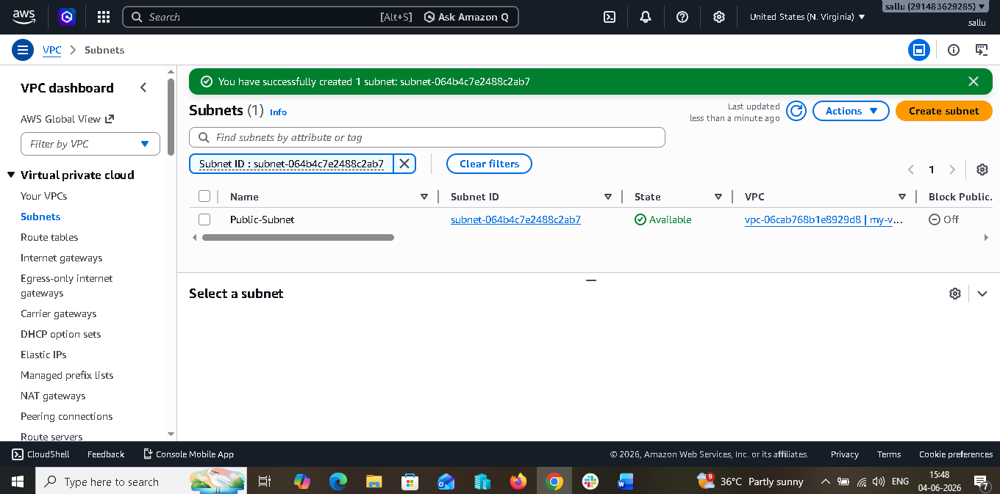 aws
Search
[Alt+S]
Ask Amazon Q
United States (N. Virginia)
sallu (291483629285)
sallu
VPC
Subnets
VPC dashboard
AWS Global View
Filter by VPC
Virtual private cloud
Your VPCs
Subnets
Route tables
Internet gateways
Egress-only internet
gateways
Carrier gateways
DHCP option sets
Elastic IPs
Managed prefix lists
NAT gateways
Peering connections
Route servers
You have successfully created 1 subnet: subnet-064b4c7e2488c2ab7
Subnets (1) Info
Last updated
less than a minute ago
Actions
Create subnet
Find subnets by attribute or tag
Subnet ID : subnet-064b4c7e2488c2ab7
Clear filters
1
Name
Subnet ID
State
VPC
Block Public.
Public-Subnet
subnet-064b4c7e2488c2ab7
Available
vpc-06cab768b1e8929d8 | my-v...
Off
Select a subnet
CloudShell
Feedback
Console Mobile App
© 2026, Amazon Web Services, Inc. or its affiliates.
Privacy
Terms
Cookie preferences
Type here to search
9
36°C Partly sunny
ENG
15:48
04-06-2026
7